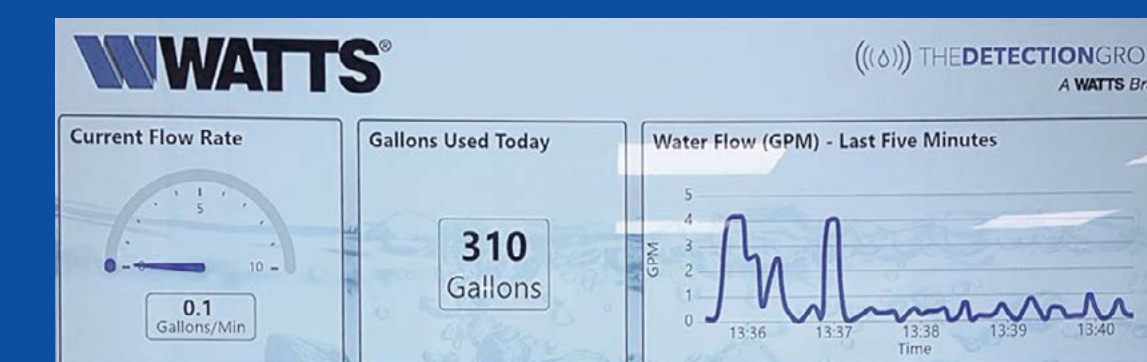 WATTS®
THEDETECTIONGRO
A WATTS Br
Current Flow Rate
5
0
10
0.1
Gallons/Min
Gallons Used Today
310
Gallons
Water Flow (GPM) - Last Five Minutes
GPM
5
4
3
2
1
0
13:36 13:37 13:38 13:39 13:40
Time